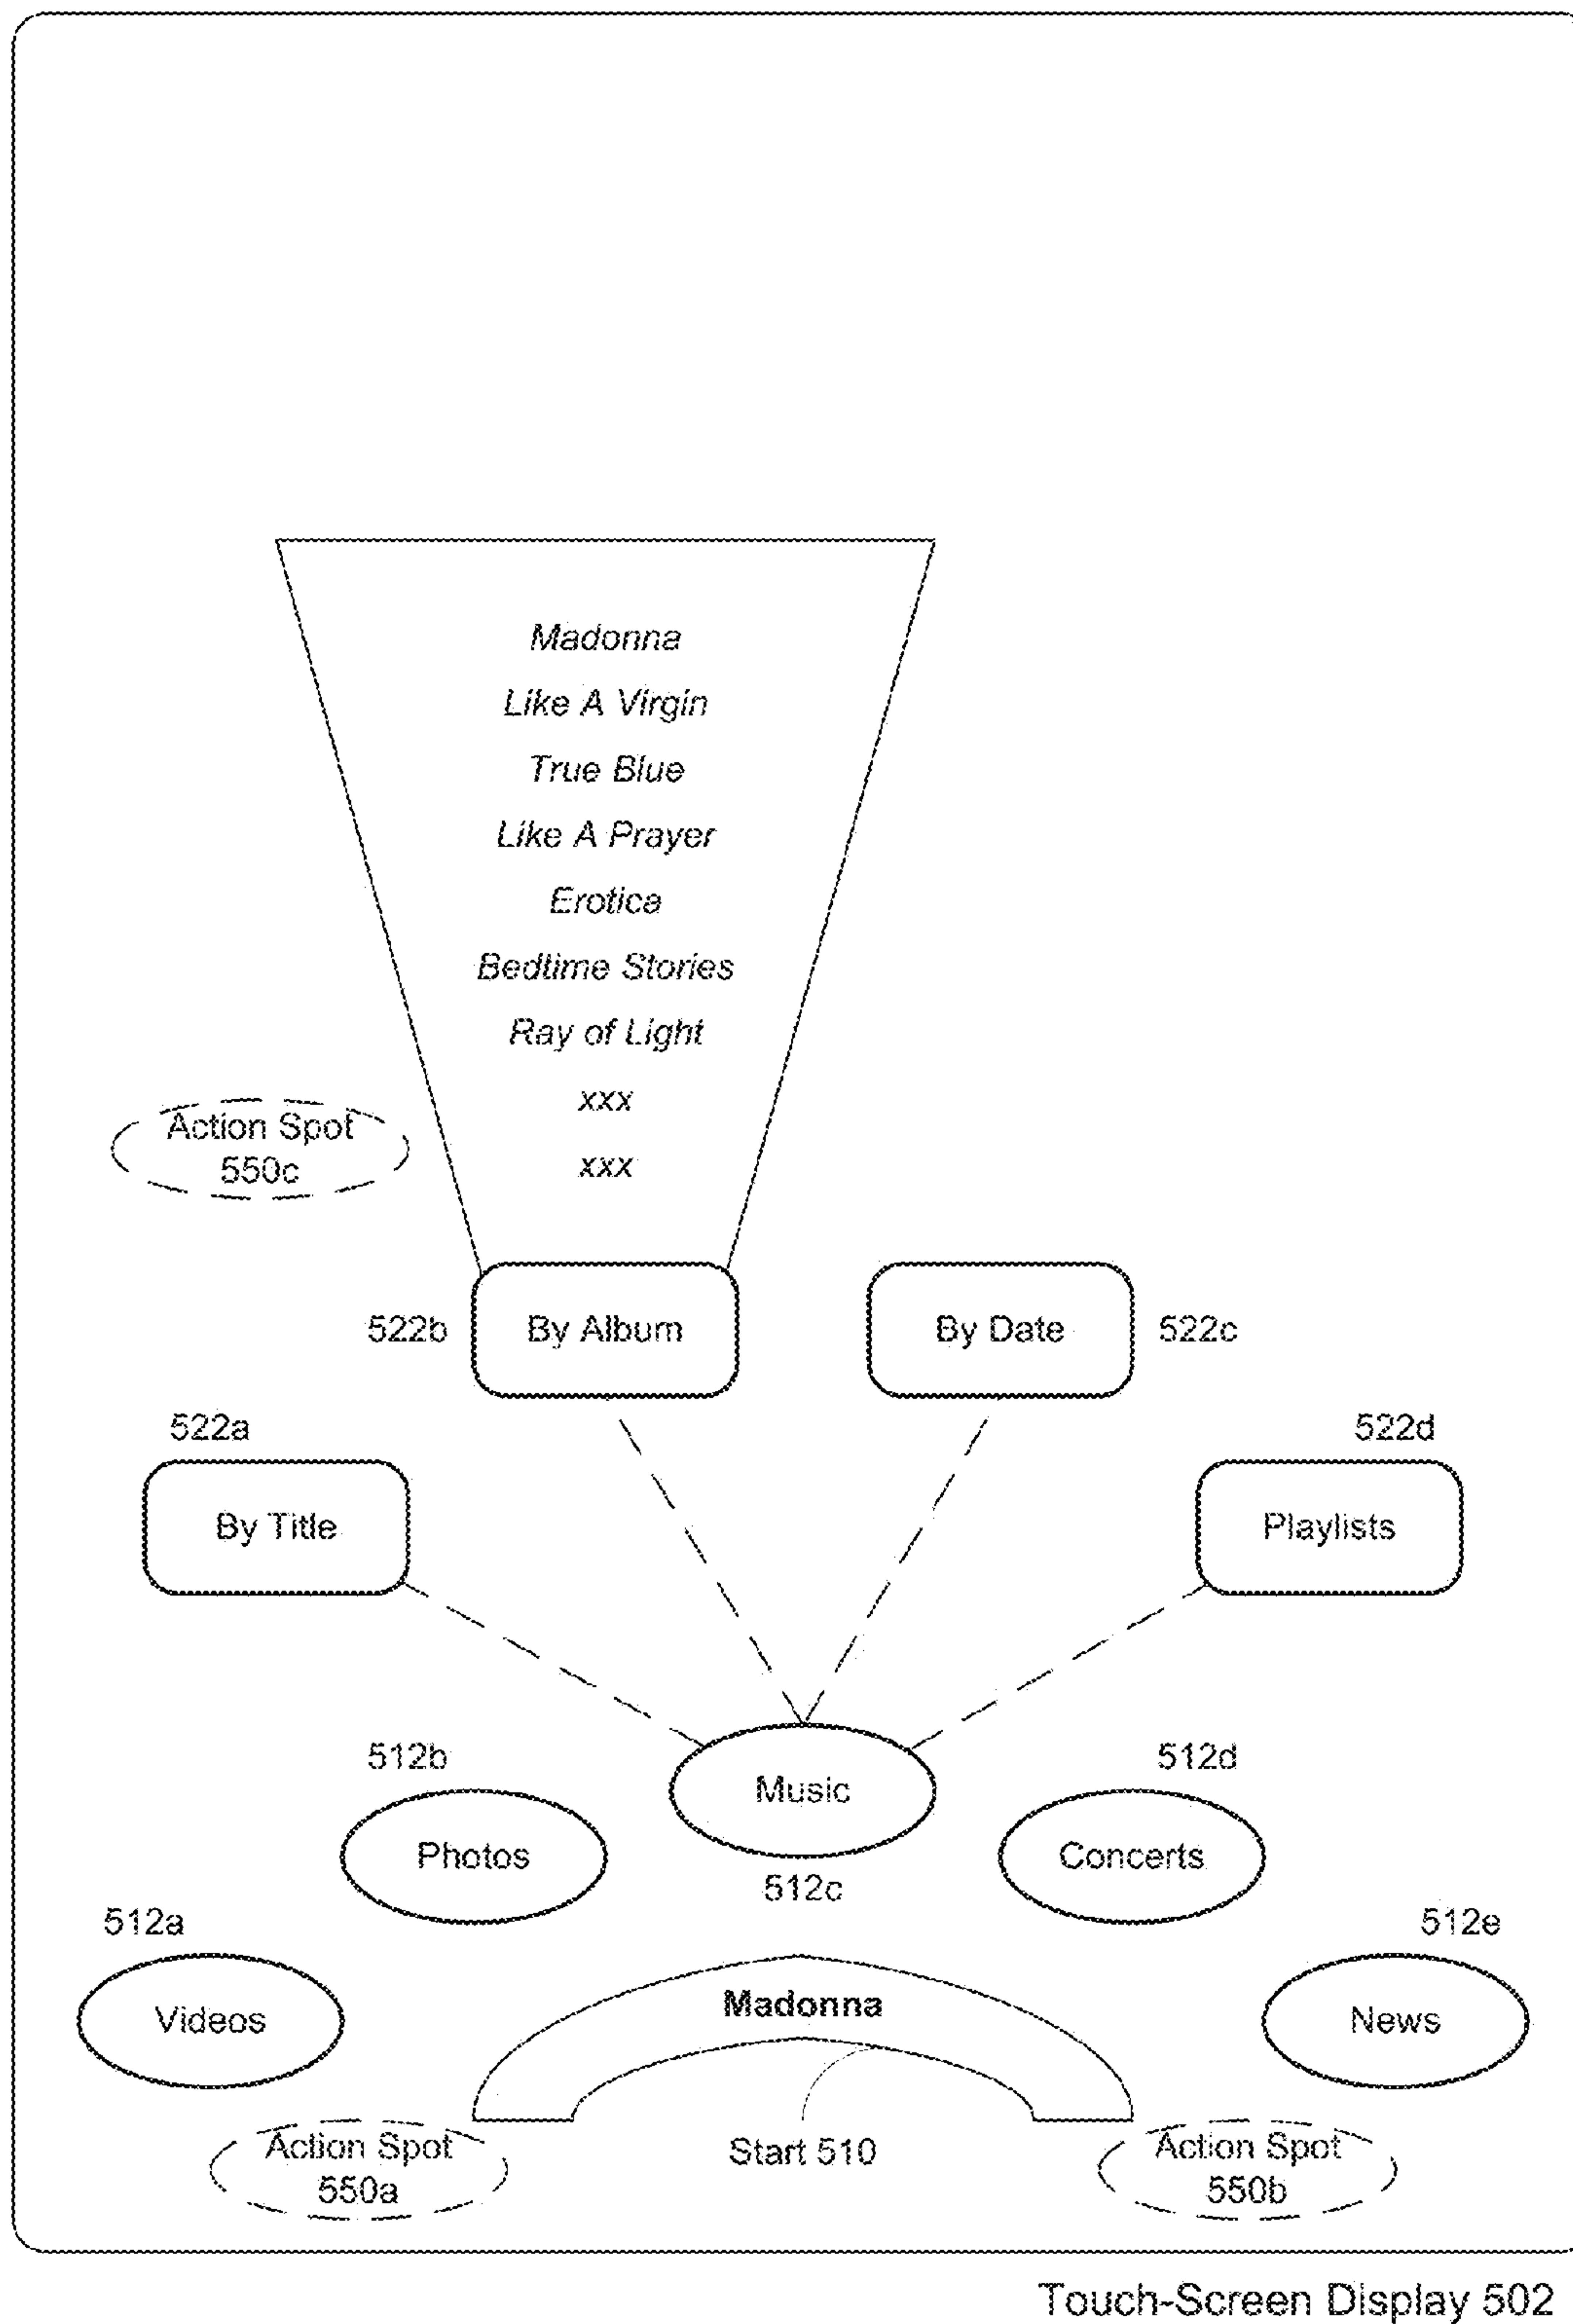 Madonna
Like A Virgin
True Blue
Like A Prayer
Erotica
Bedtime Stories
Ray of Light
xxx
xxx
Action Spot
550c
522b
By Album
By Date
522c
522a
By Title
522d
Playlists
512b
Photos
Music
512c
512d
Concerts
512a
Videos
Madonna
512e
News
Action Spot
550a
Start 510
Action Spot
550b
Touch-Screen Display 502